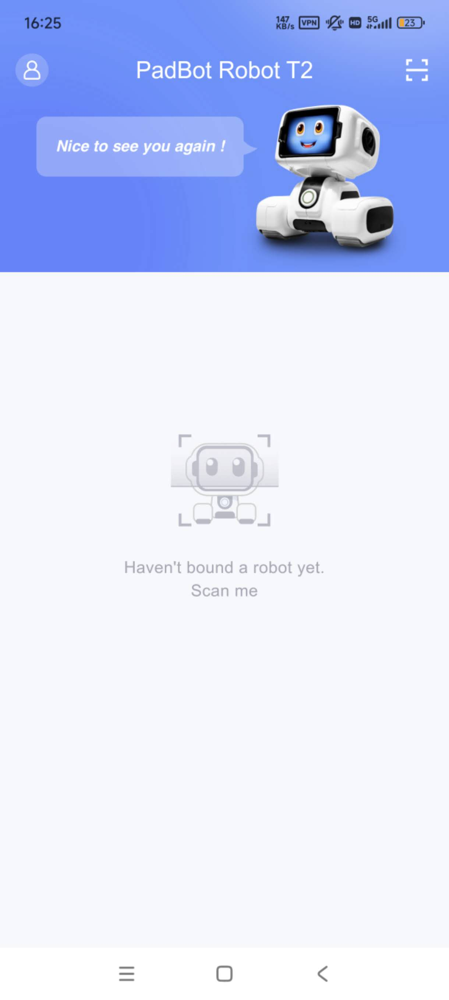 16:25
147
KB/s
VPN
HD
5G
23
PadBot Robot T2
Nice to see you again !
Haven't bound a robot yet.
Scan me